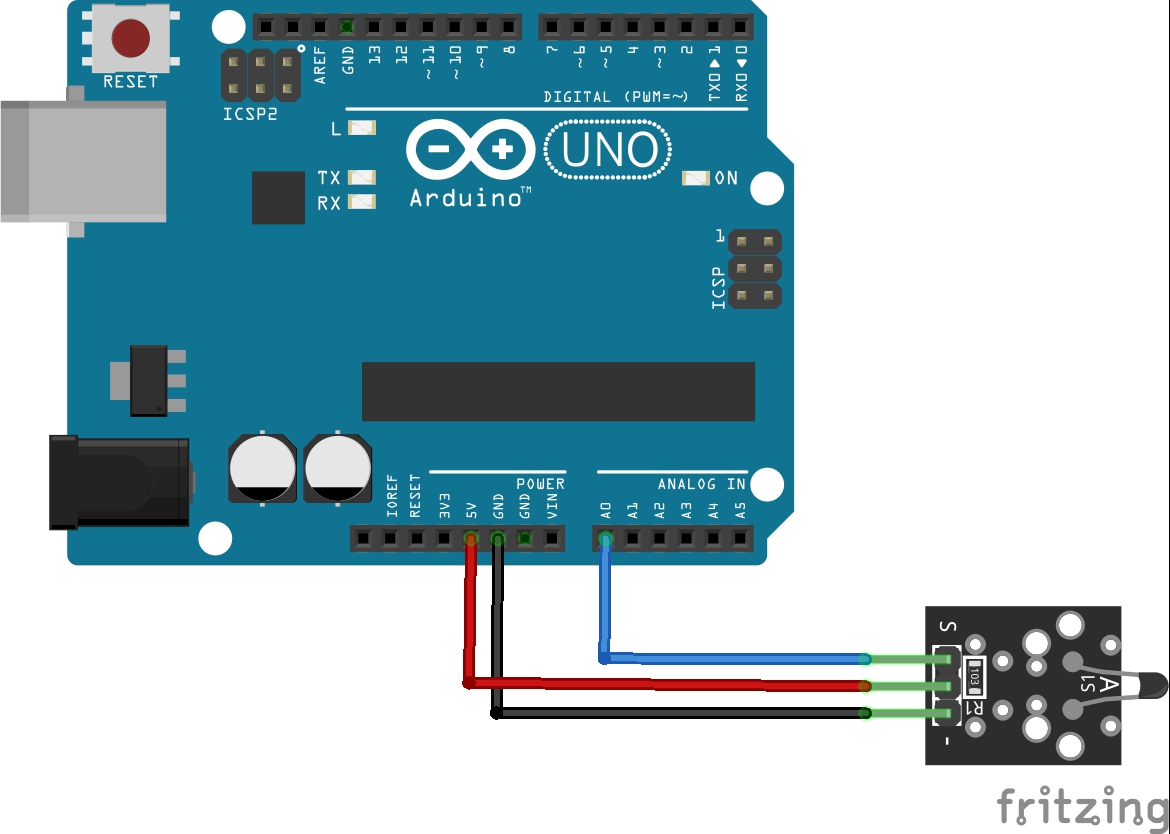 RESET
ICSP2
AREF
GND
13
12
~11
~10
~9
8
7
~6
~5
4
~3
2
TX0▶1
RX0◀0
DIGITAL (PWM=~)
L
TX
RX
Arduino™
UNO
ON
1
ICSP
IOREF
RESET
3V3
5V
GND
GND
VIN
POWER
ANALOG IN
A0
A1
A2
A3
A4
A5
S
103
R1
S1
A
-
fritzing